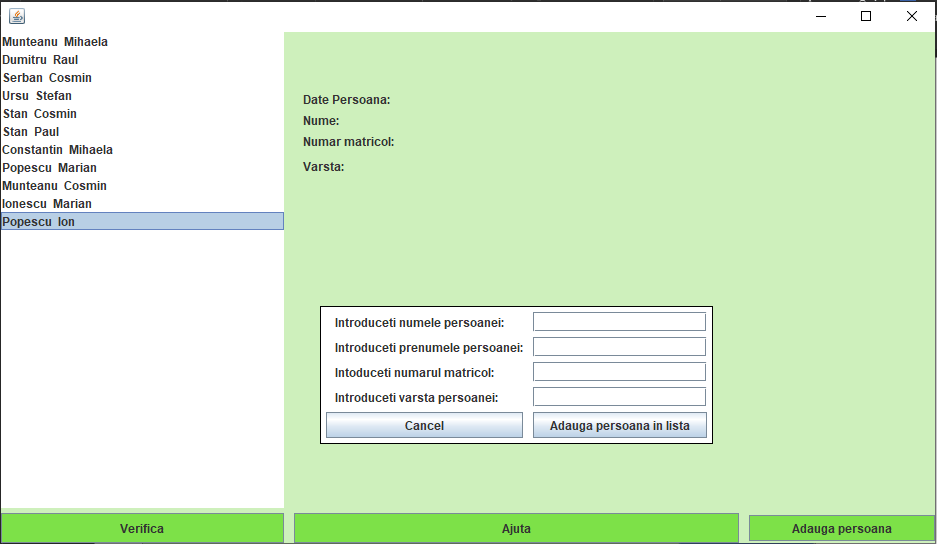 Munteanu Mihaela
Dumitru Raul
Serban Cosmin
Ursu Stefan
Stan Cosmin
Stan Paul
Constantin Mihaela
Popescu Marian
Munteanu Cosmin
Ionescu Marian
Popescu Ion
Date Persoana:
Nume:
Numar matricol:
Varsta:
Introduceti numele persoanei:
Introduceti prenumele persoanei:
Intoduceti numarul matricol:
Introduceti varsta persoanei:
Cancel Adauga persoana in lista
Verifica Ajuta Adauga persoana